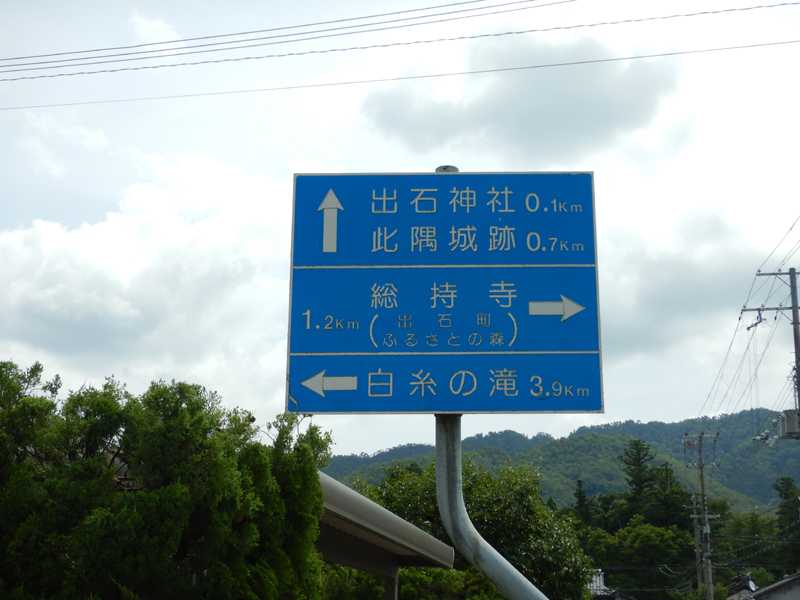 出石神社 0.1Km
此隅城跡 0.7Km
総持寺
1.2Km (出石町
ふるさとの森)
白糸の滝 3.9Km